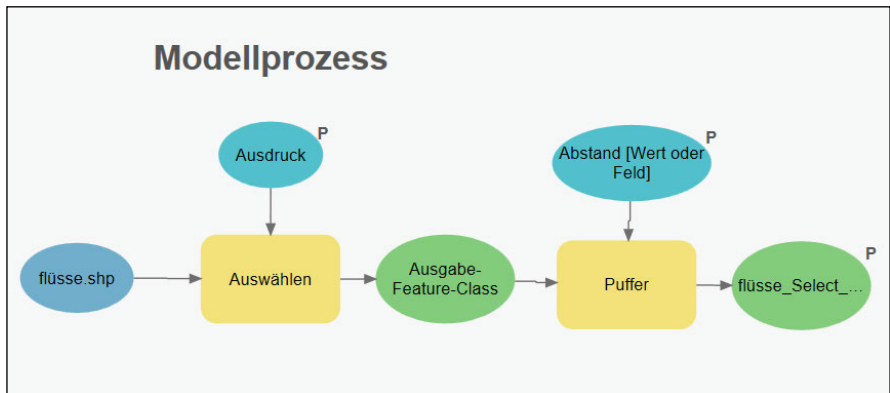 Modellprozess
P
Ausdruck
P
Abstand [Wert oder
Feld]
flüsse.shp
Auswählen
Ausgabe-
Feature-Class
Puffer
P
flüsse_Select_...